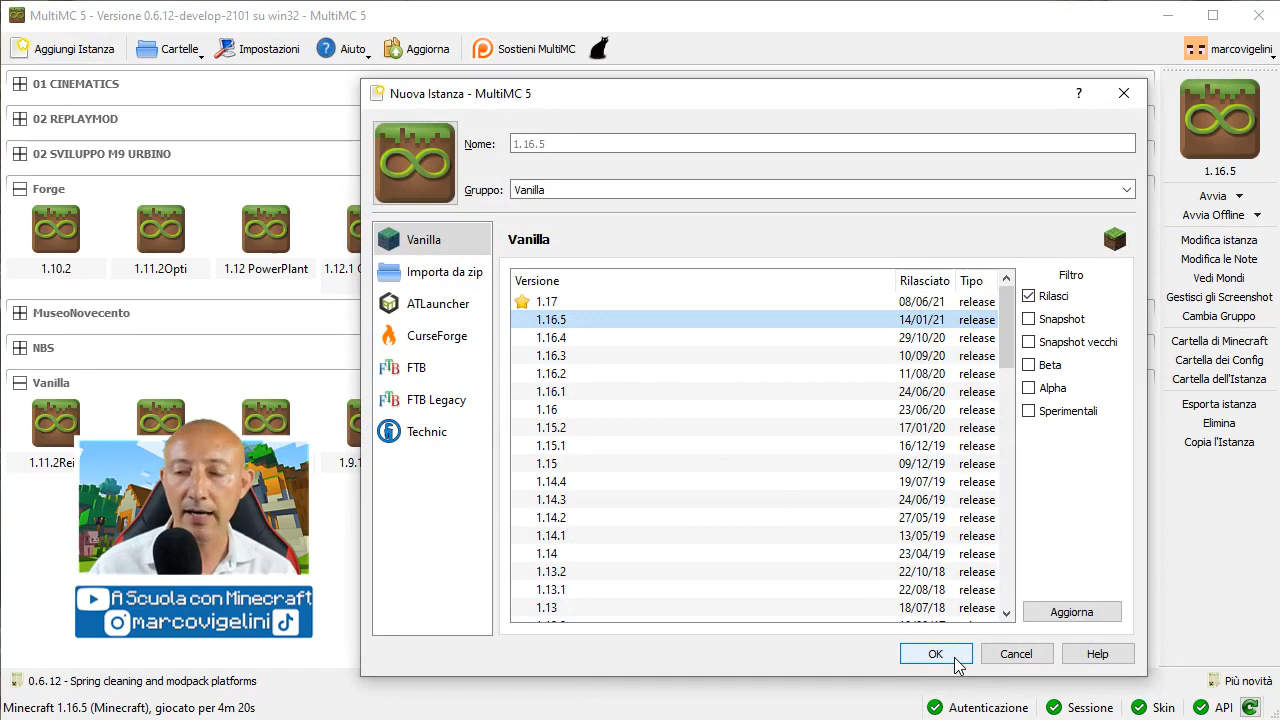 MultiMC 5 - Versione 0.6.12-develop-2101 su win32 - MultiMC 5
Aggiungi Istanza
Cartelle
Impostazioni
Aiuto
Aggiorna
Sostieni MultiMC
marcovigelini
01 CINEMATICS
02 REPLAYMOD
02 SVILUPPO M9 URBINO
Forge
1.10.2
1.11.2Opti
1.12 PowerPlant
MuseoNovecento
NBS
Vanilla
A Scuola con Minecraft
marcovigelini
Nuova Istanza - MultiMC 5
?
Nome: 1.16.5
Gruppo: Vanilla
Vanilla
Importa da zip
ATLauncher
CurseForge
FTB
FTB Legacy
Technic
Vanilla
Versione Rilasciato Tipo
1.17 08/06/21 release
1.16.5 14/01/21 release
1.16.4 29/10/20 release
1.16.3 10/09/20 release
1.16.2 11/08/20 release
1.16.1 24/06/20 release
1.16 23/06/20 release
1.15.2 17/01/20 release
1.15.1 16/12/19 release
1.15 09/12/19 release
1.14.4 19/07/19 release
1.14.3 24/06/19 release
1.14.2 27/05/19 release
1.14.1 13/05/19 release
1.14 23/04/19 release
1.13.2 22/10/18 release
1.13.1 22/08/18 release
1.13 18/07/18 release
Filtro
Rilasci
Snapshot
Snapshot vecchi
Beta
Alpha
Sperimentali
Aggiorna
OK
Cancel
Help
1.16.5
Avvia
Avvia Offline
Modifica istanza
Modifica le Note
Vedi Mondi
Gestisci gli Screenshot
Cambia Gruppo
Cartella di Minecraft
Cartella dei Config
Cartella dell'Istanza
Esporta istanza
Elimina
Copia l'Istanza
0.6.12 - Spring cleaning and modpack platforms
Più novità
Minecraft 1.16.5 (Minecraft), giocato per 4m 20s
Autenticazione
Sessione
Skin
API